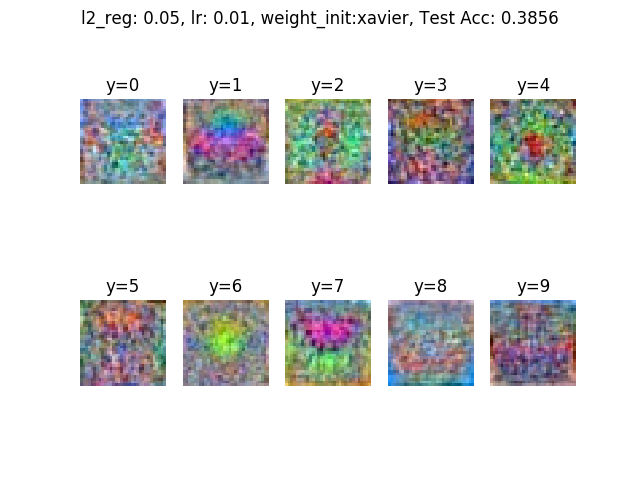 l2_reg: 0.05, lr: 0.01, weight_init:xavier, Test Acc: 0.3856
y=0 y=1 y=2 y=3 y=4
y=5 y=6 y=7 y=8 y=9